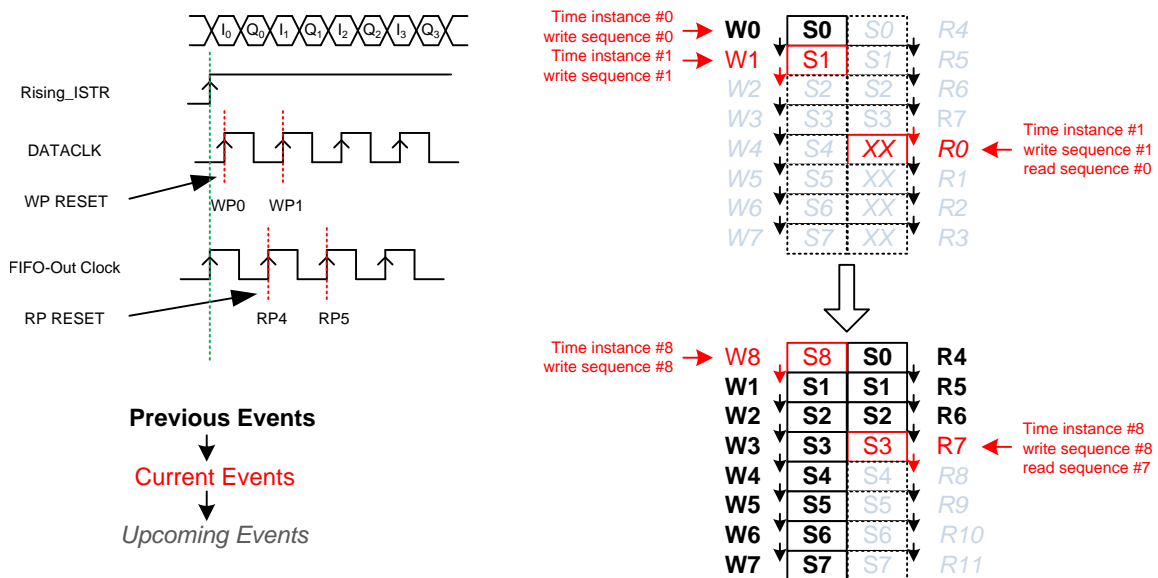 I0 Q0 I1 Q1 I2 Q2 I3 Q3
Rising_ISTR
DATACLK
WP RESET
WP0 WP1
FIFO-Out Clock
RP RESET
RP4 RP5
Previous Events
Current Events
Upcoming Events
Time instance #0
write sequence #0
Time instance #1
write sequence #1
W0 S0 S0 R4
W1 S1 S1 R5
W2 S2 S2 R6
W3 S3 S3 R7
W4 S4 XX R0
W5 S5 XX R1
W6 S6 XX R2
W7 S7 XX R3
Time instance #1
write sequence #1
read sequence #0
Time instance #8
write sequence #8
W8 S8 S0 R4
W1 S1 S1 R5
W2 S2 S2 R6
W3 S3 S3 R7
W4 S4 S4 R8
W5 S5 S5 R9
W6 S6 S6 R10
W7 S7 S7 R11
Time instance #8
write sequence #8
read sequence #7